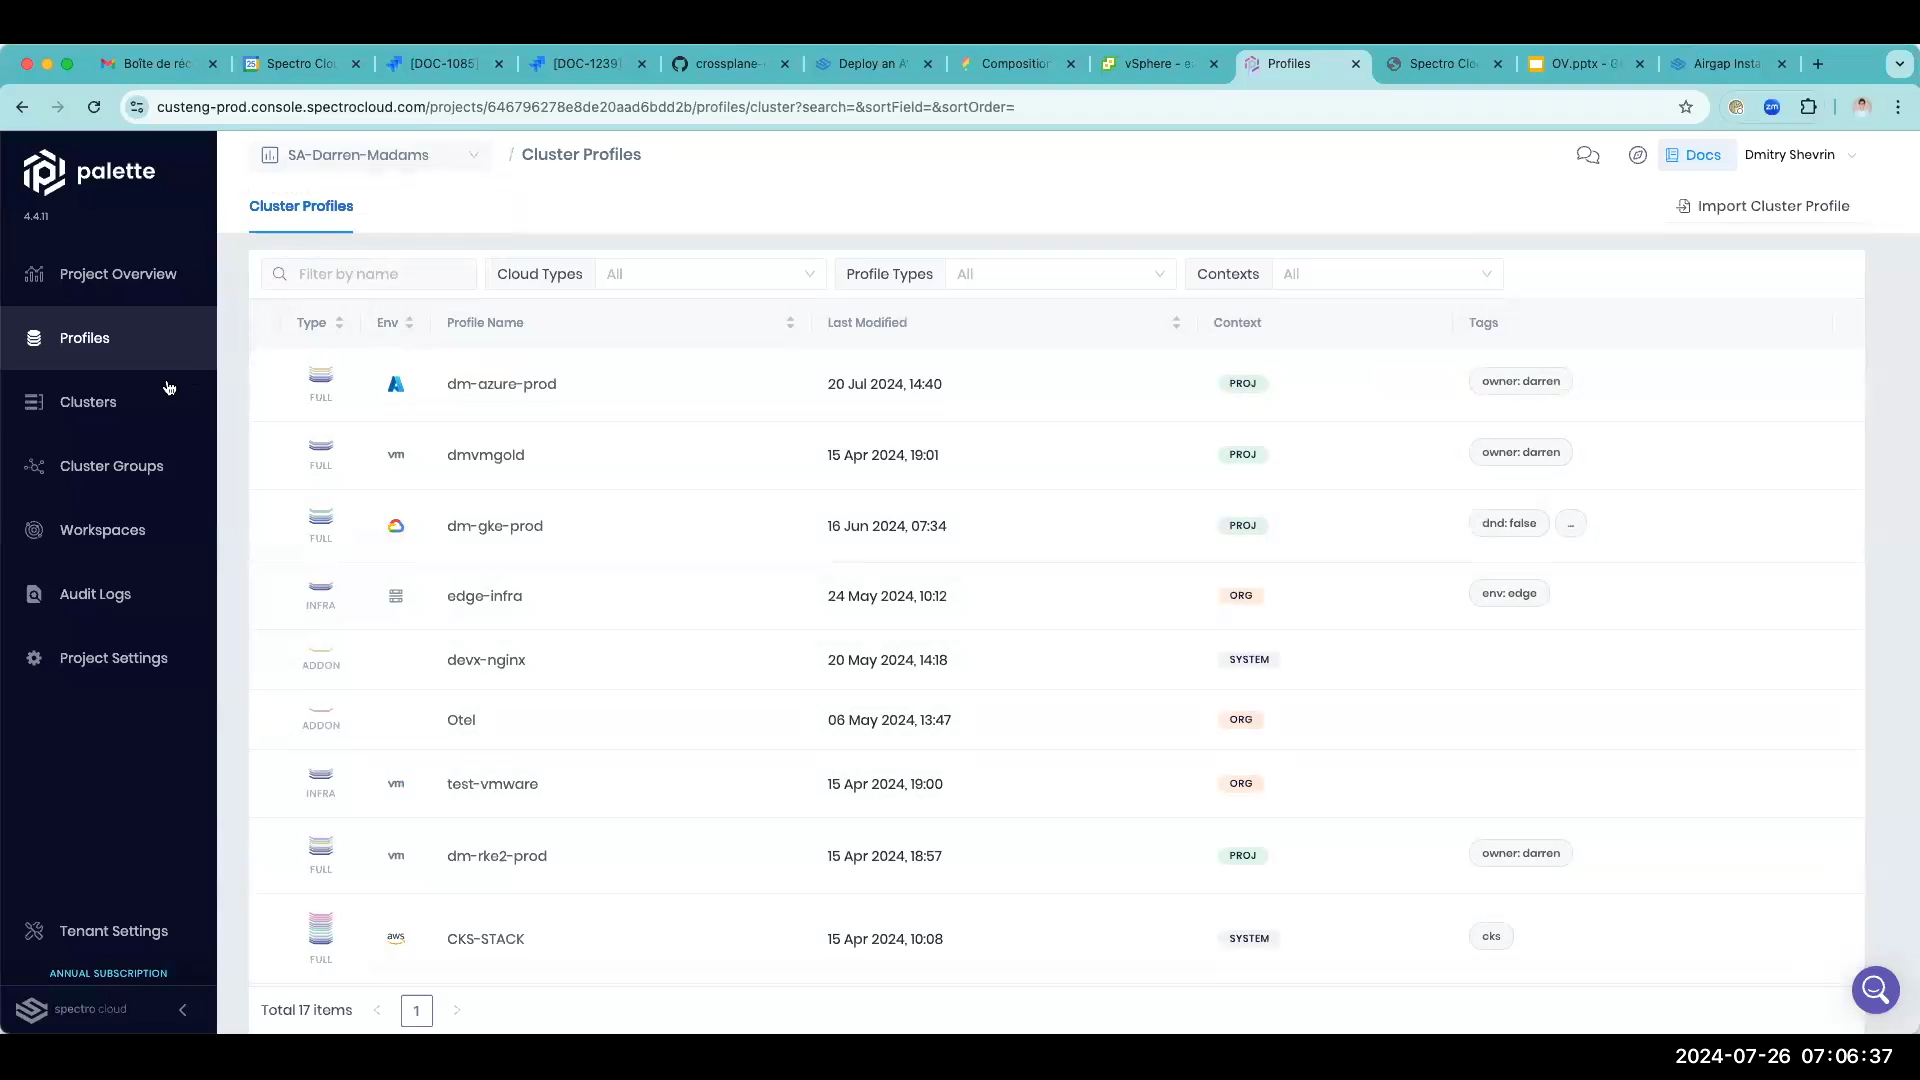 Boîte de réc
Spectro Clo
[DOC-1085]
[DOC-1239]
crossplane-
Deploy an A
Composition
vSphere - e
Profiles
Spectro Clo
OV.pptx - G
Airgap Insta
custeng-prod.console.spectrocloud.com/projects/646796278e8de20aad6bdd2b/profiles/cluster?search=&sortField=&sortOrder=
palette
4.4.11
SA-Darren-Madams / Cluster Profiles
Docs
Dmitry Shevrin
Cluster Profiles
Import Cluster Profile
Project Overview
Profiles
Clusters
Cluster Groups
Workspaces
Audit Logs
Project Settings
Tenant Settings
ANNUAL SUBSCRIPTION
spectro cloud
Filter by name
Cloud Types All
Profile Types All
Contexts All
Type Env Profile Name Last Modified Context Tags
FULL dm-azure-prod 20 Jul 2024, 14:40 PROJ owner: darren
FULL vm dmvmgold 15 Apr 2024, 19:01 PROJ owner: darren
FULL dm-gke-prod 16 Jun 2024, 07:34 PROJ dnd: false ...
INFRA edge-infra 24 May 2024, 10:12 ORG env: edge
ADDON devx-nginx 20 May 2024, 14:18 SYSTEM
ADDON Otel 06 May 2024, 13:47 ORG
INFRA vm test-vmware 15 Apr 2024, 19:00 ORG
FULL vm dm-rke2-prod 15 Apr 2024, 18:57 PROJ owner: darren
FULL aws CKS-STACK 15 Apr 2024, 10:08 SYSTEM cks
Total 17 items < 1 >
2024-07-26 07:06:37